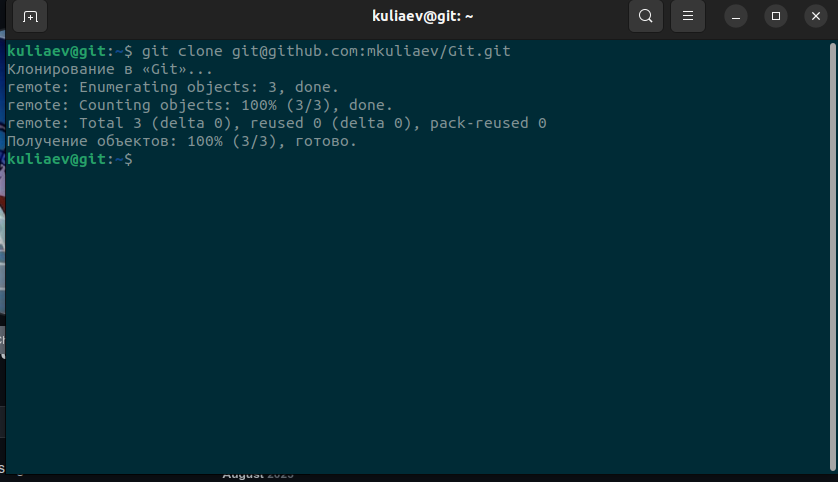 kuliaev@git: ~
kuliaev@git:~$ git clone git@github.com:mkuliaev/Git.git
Клонирование в «Git»...
remote: Enumerating objects: 3, done.
remote: Counting objects: 100% (3/3), done.
remote: Total 3 (delta 0), reused 0 (delta 0), pack-reused 0
Получение объектов: 100% (3/3), готово.
kuliaev@git:~$